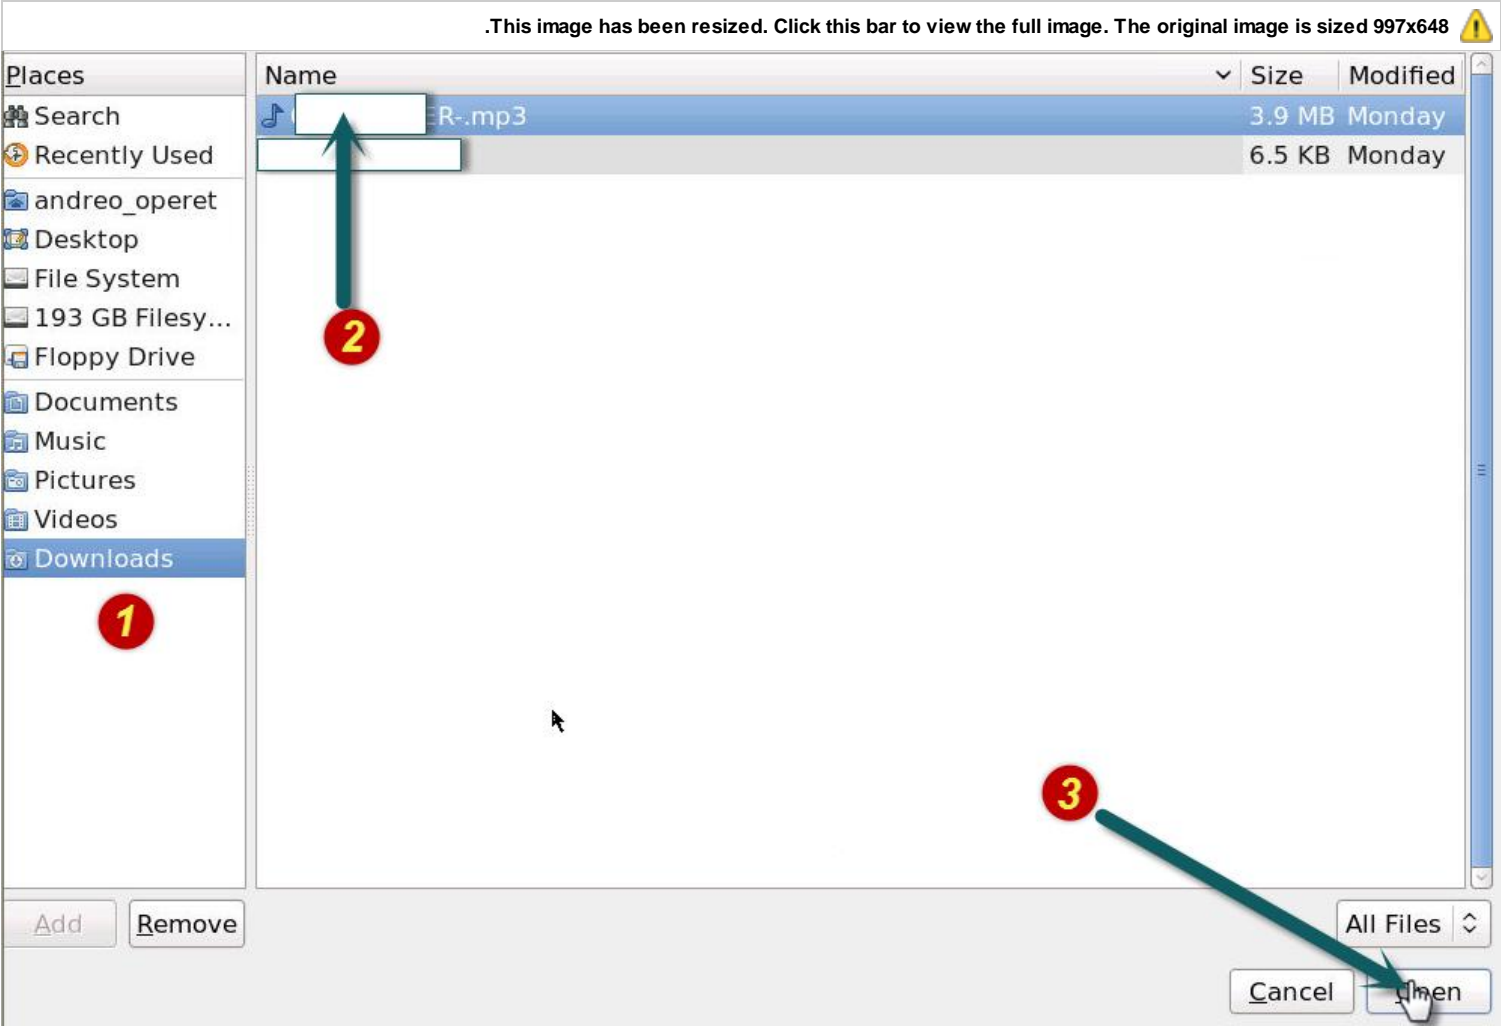 .This image has been resized. Click this bar to view the full image. The original image is sized 997x648
Places
Name
Size
Modified
Search
Recently Used
andreo_operet
Desktop
File System
193 GB Filesy...
Floppy Drive
Documents
Music
Pictures
Videos
Downloads
ER-.mp3
3.9 MB
Monday
6.5 KB
Monday
2
1
3
Add
Remove
All Files
Cancel
Open